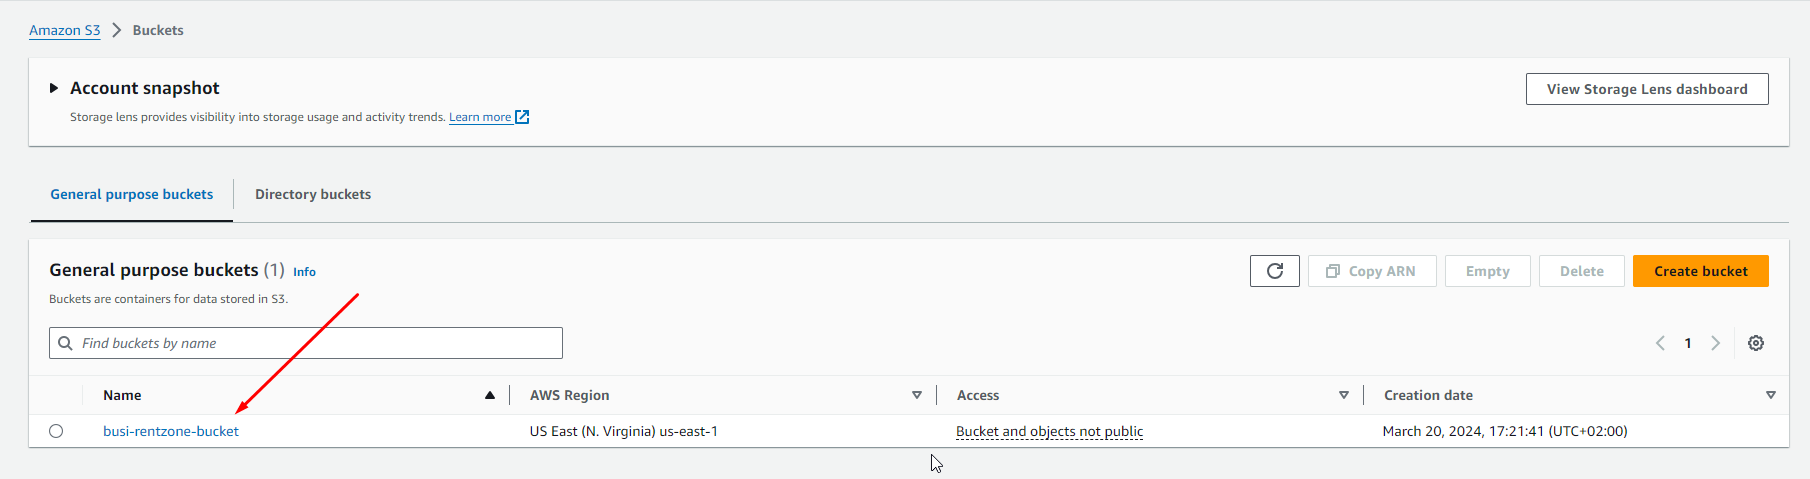 Amazon S3 > Buckets
Account snapshot
View Storage Lens dashboard
Storage lens provides visibility into storage usage and activity trends. Learn more
General purpose buckets Directory buckets
General purpose buckets (1) Info
Copy ARN Empty Delete Create bucket
Buckets are containers for data stored in S3.
Find buckets by name
1
Name AWS Region Access Creation date
busi-rentzone-bucket US East (N. Virginia) us-east-1 Bucket and objects not public March 20, 2024, 17:21:41 (UTC+02:00)